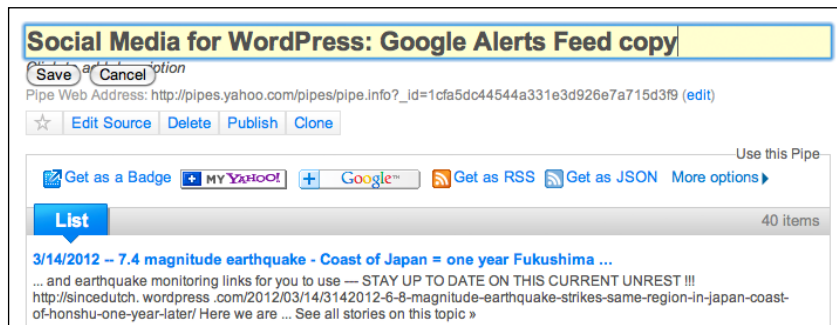 Social Media for WordPress: Google Alerts Feed copy
Click to add description
Save Cancel
Pipe Web Address: http://pipes.yahoo.com/pipes/pipe.info?_id=1cfa5dc44544a331e3d926e7a715d3f9 (edit)
Edit Source Delete Publish Clone
Use this Pipe
Get as a Badge MY YAHOO! Google™ Get as RSS Get as JSON More options
List 40 items
3/14/2012 -- 7.4 magnitude earthquake - Coast of Japan = one year Fukushima ...
... and earthquake monitoring links for you to use --- STAY UP TO DATE ON THIS CURRENT UNREST !!!
http://sincedutch. wordpress .com/2012/03/14/3142012-6-8-magnitude-earthquake-strikes-same-region-in-japan-coast-
of-honshu-one-year-later/ Here we are ... See all stories on this topic »